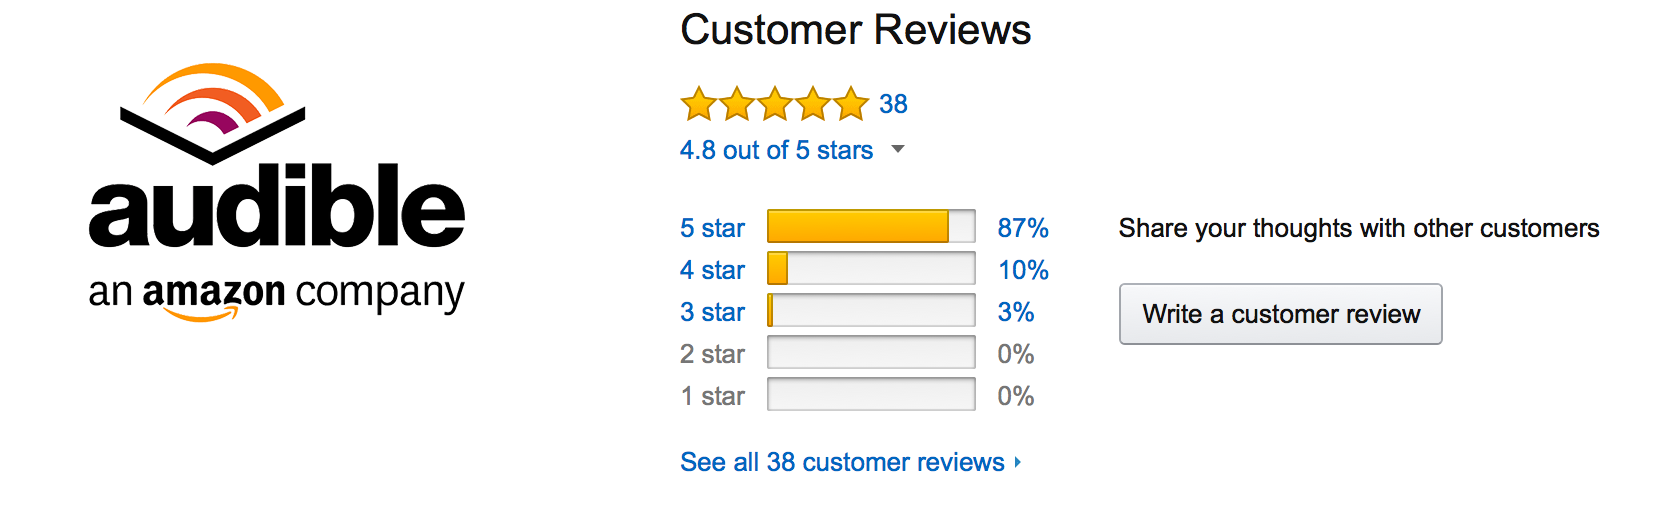 audible
an amazon company
Customer Reviews
38
4.8 out of 5 stars
5 star 87%
4 star 10%
3 star 3%
2 star 0%
1 star 0%
See all 38 customer reviews
Share your thoughts with other customers
Write a customer review